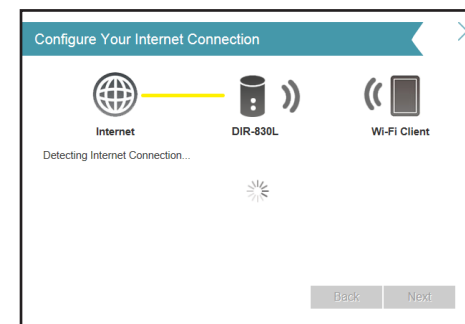 Configure Your Internet Connection
Internet DIR-830L Wi-Fi Client
Detecting Internet Connection...
Back Next